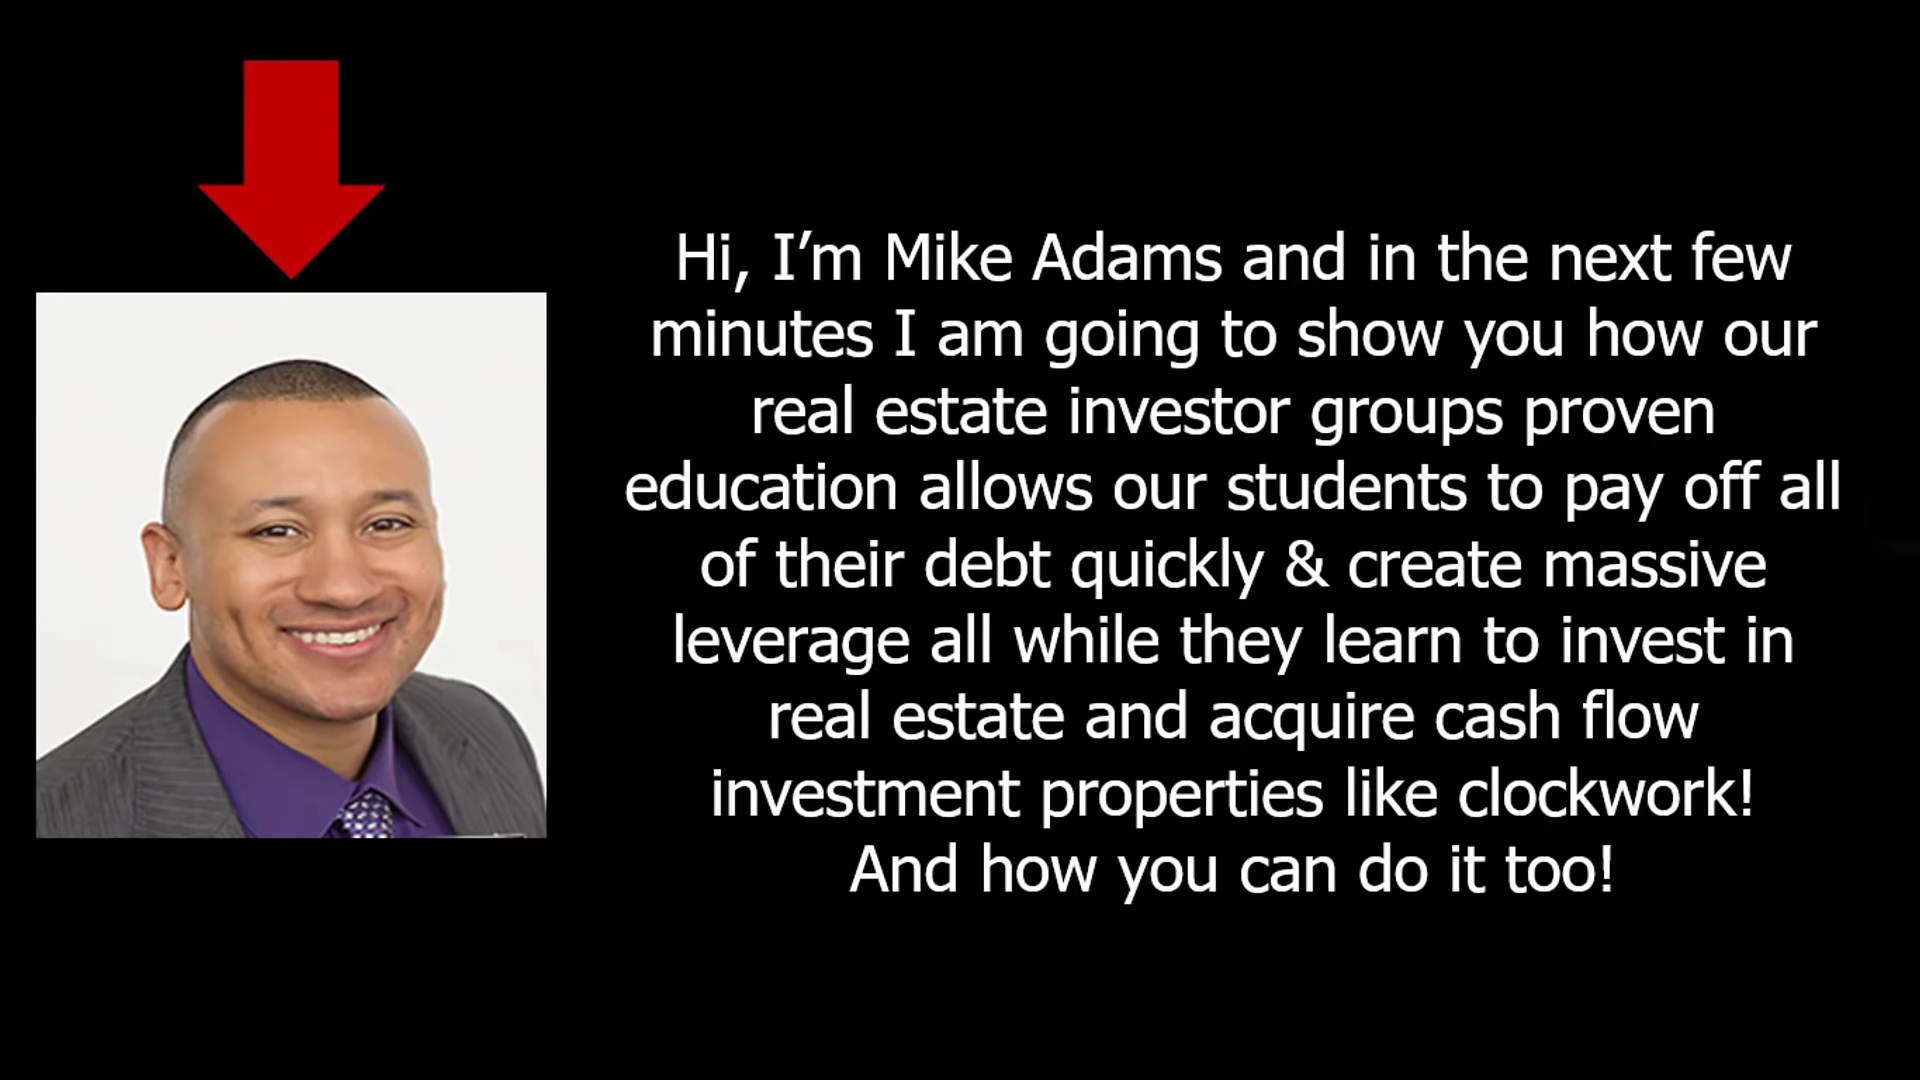 Hi, I’m Mike Adams and in the next few
minutes I am going to show you how our
real estate investor groups proven
education allows our students to pay off all
of their debt quickly & create massive
leverage all while they learn to invest in
real estate and acquire cash flow
investment properties like clockwork!
And how you can do it too!